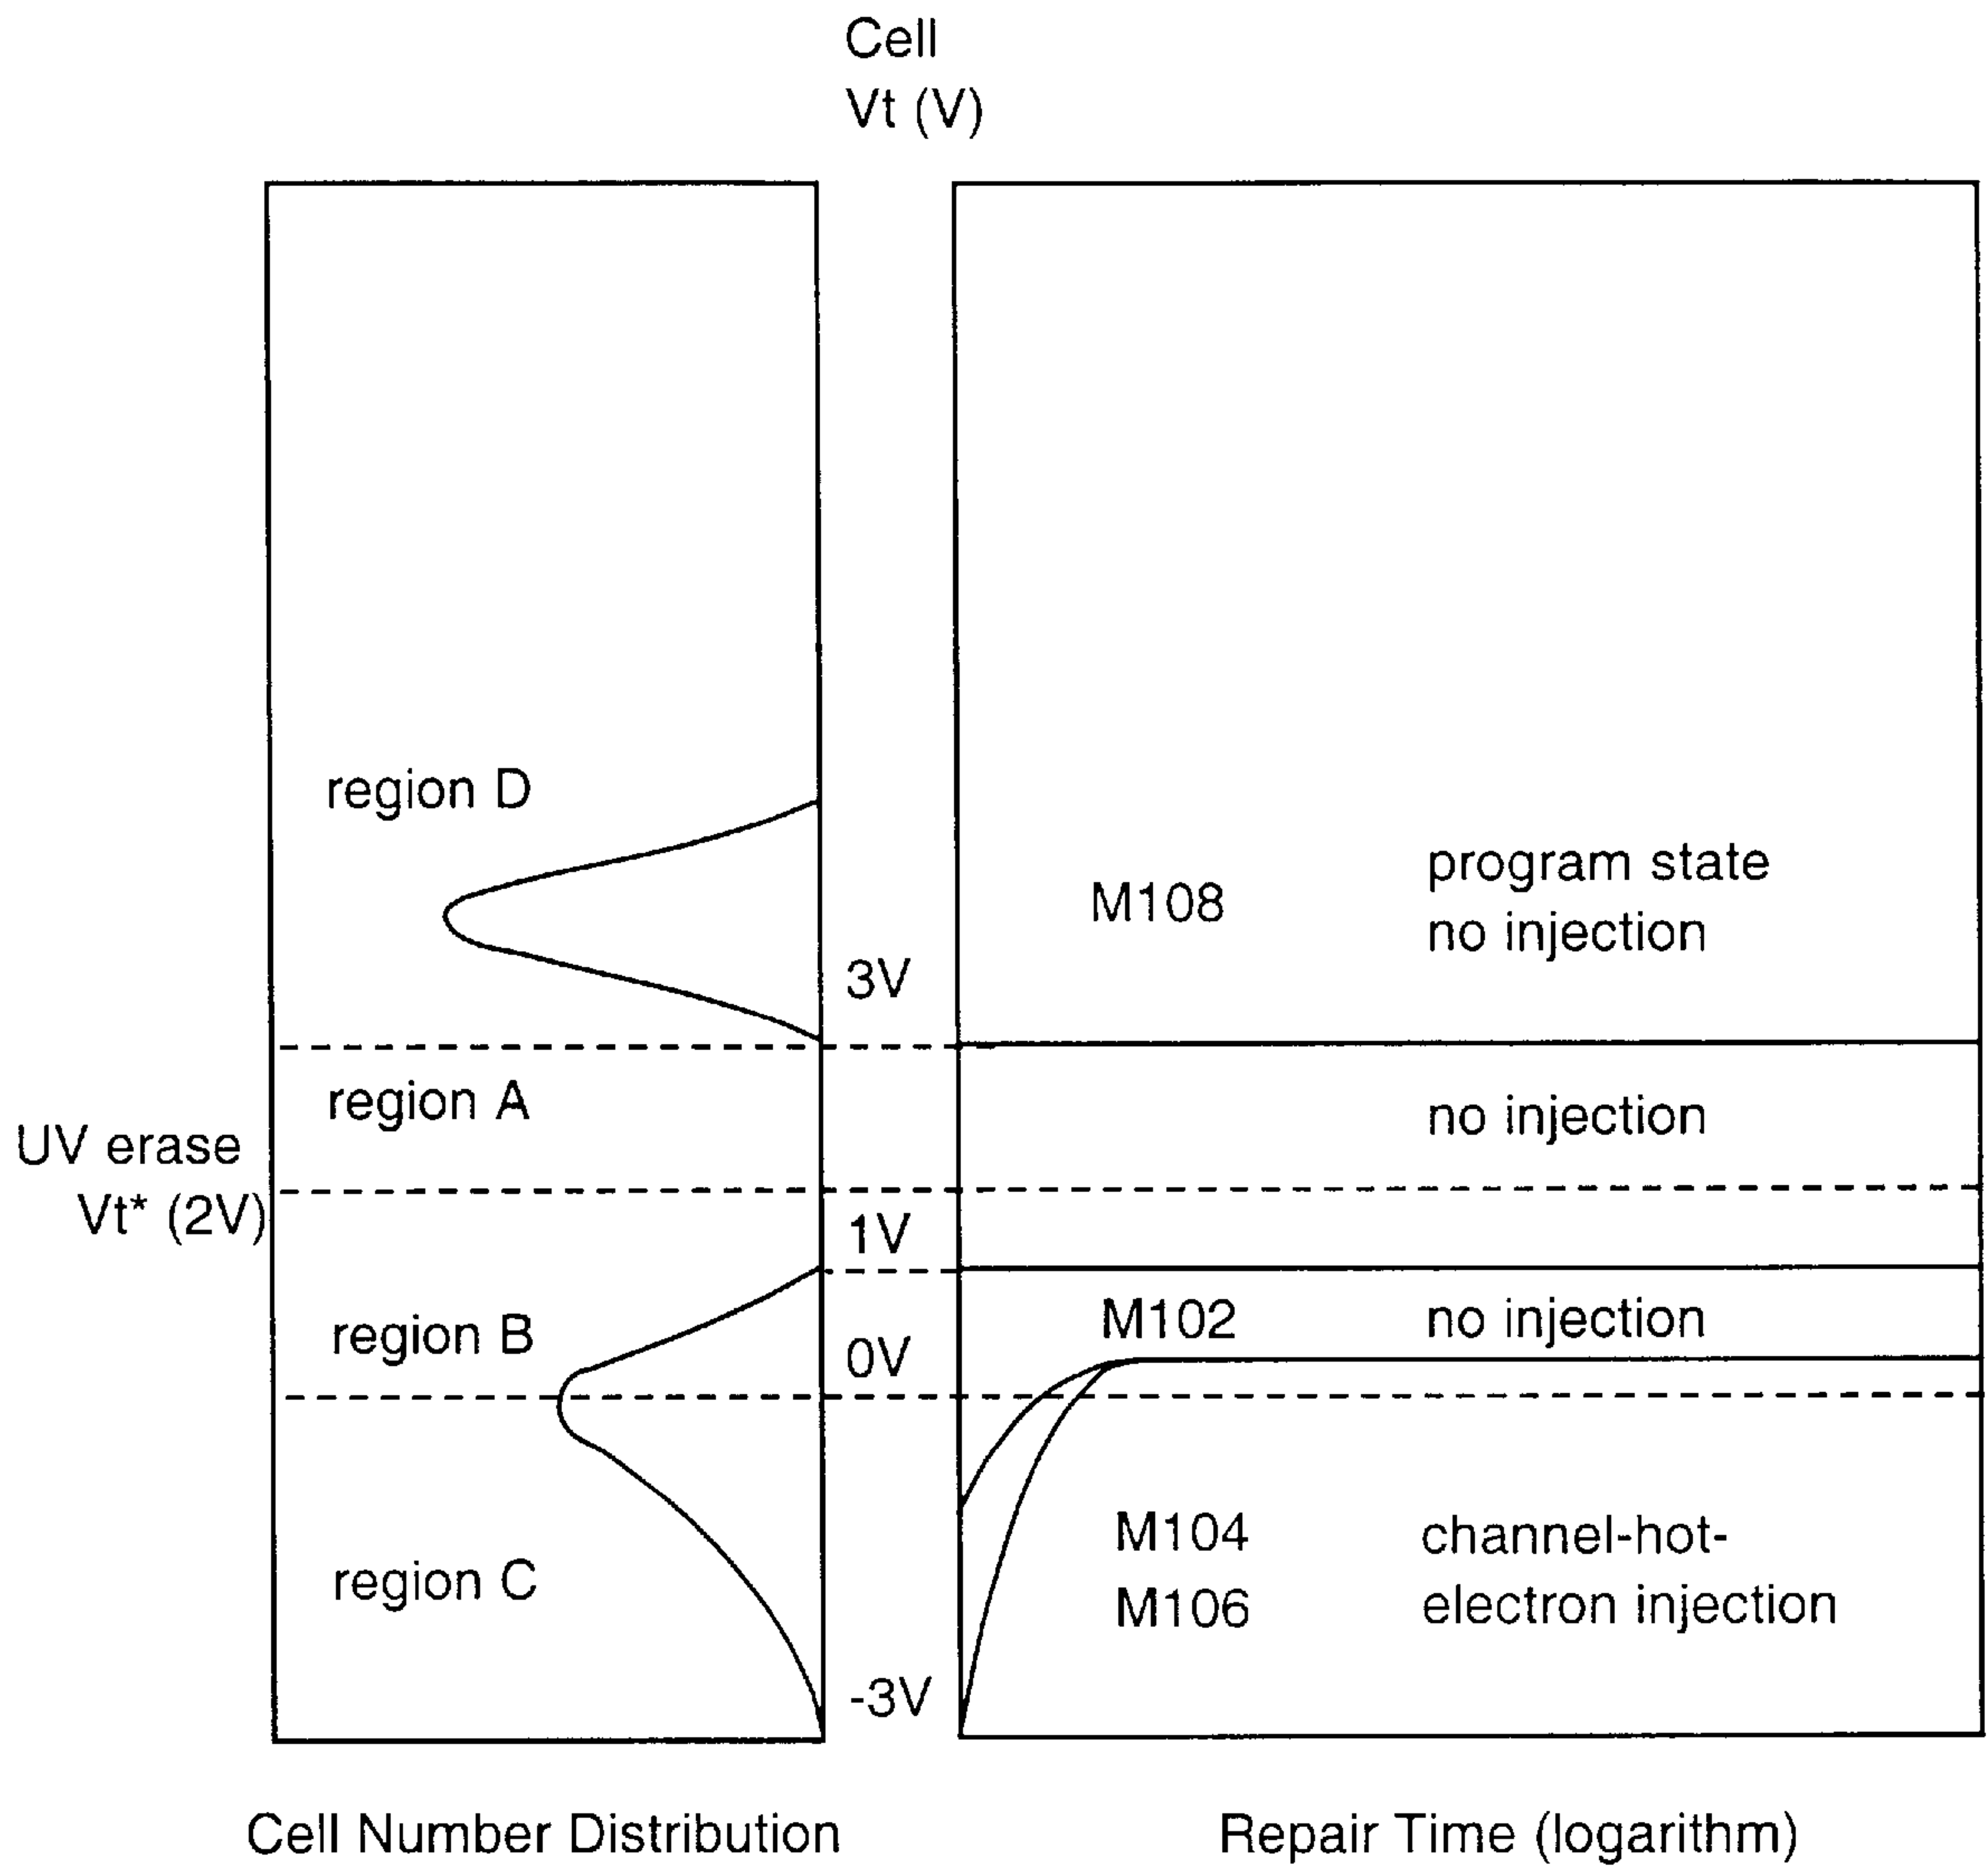 Cell
Vt (V)
region D
program state
M108
no injection
3V
region A
no injection
UV erase
Vt* (2V)
1V
region B
M102
no injection
0V
M104
channel-hot-
region C
M106
electron injection
-3V
Cell Number Distribution
Repair Time (logarithm)